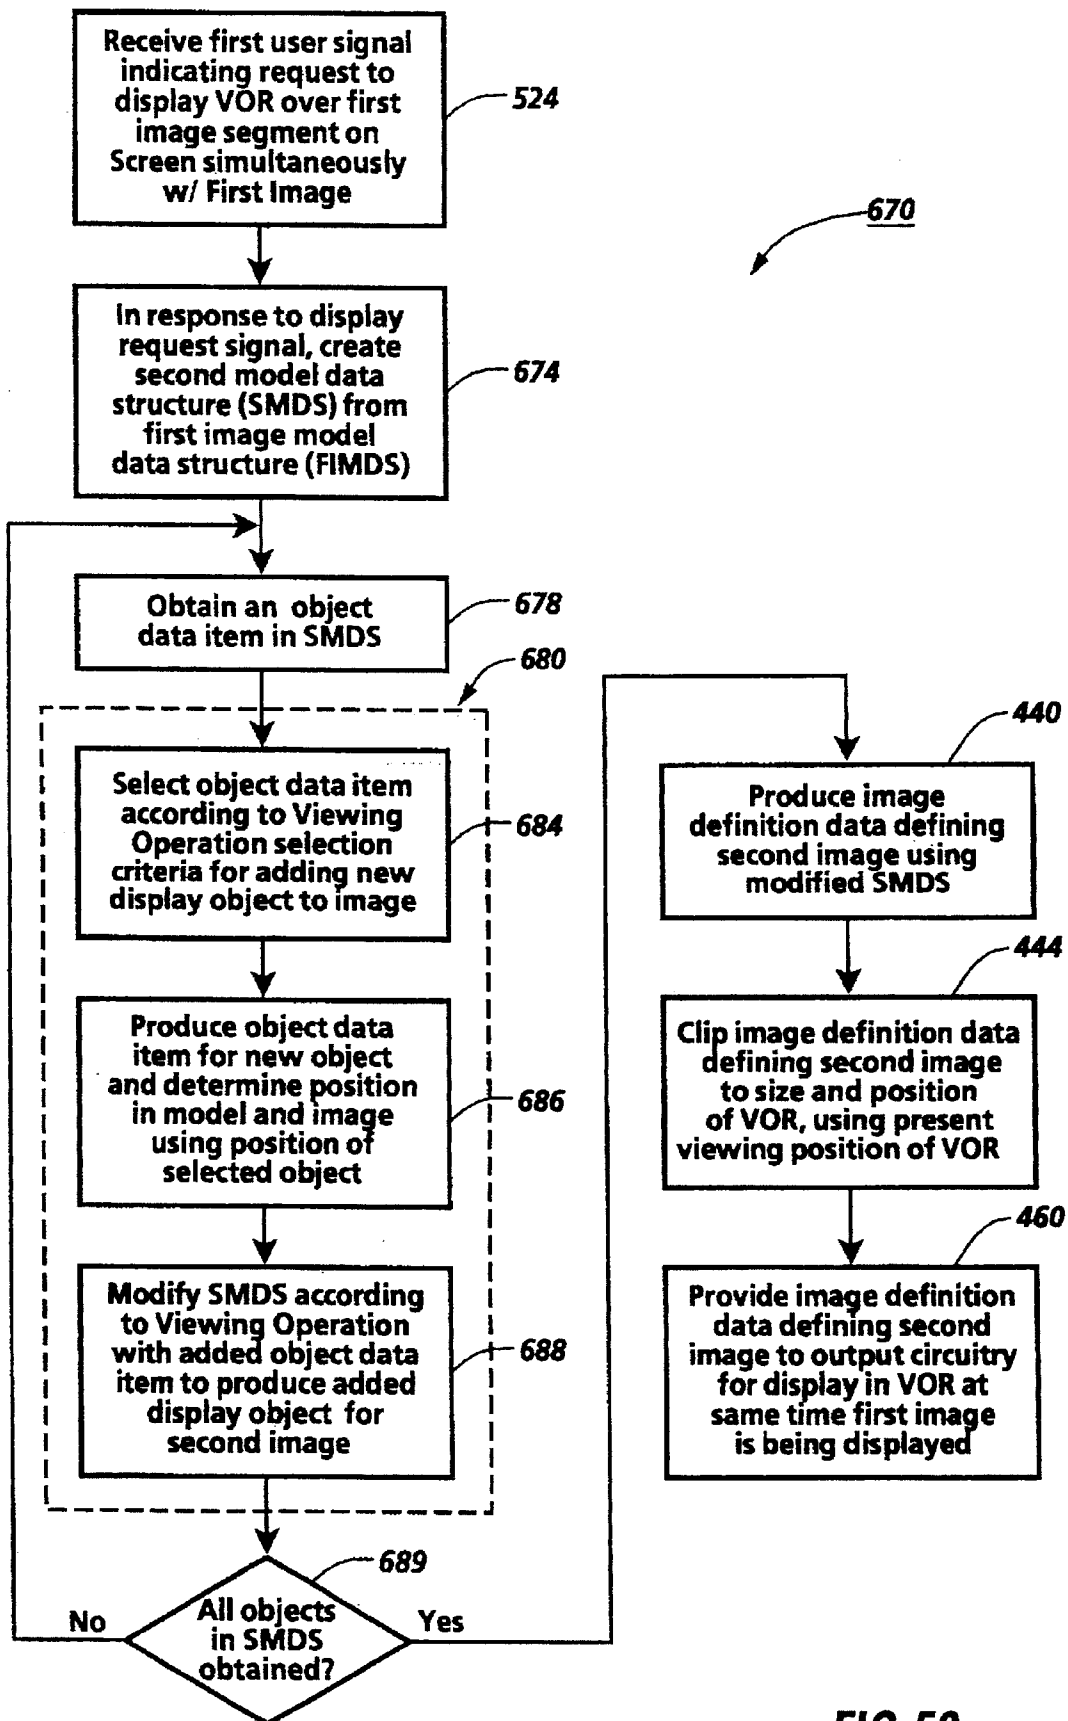 Receive first user signal
indicating request to
display VOR over first
image segment on
Screen simultaneously
w/ First Image
524
670
In response to display
request signal, create
second model data
structure (SMDS) from
first image model
data structure (FIMDS)
674
Obtain an object
data item in SMDS
678
680
Select object data item
according to Viewing
Operation selection
criteria for adding new
display object to image
684
Produce object data
item for new object
and determine position
in model and image
using position of
selected object
686
Modify SMDS according
to Viewing Operation
with added object data
item to produce added
display object for
second image
688
689
All objects
in SMDS
obtained?
No
Yes
440
Produce image
definition data defining
second image using
modified SMDS
444
Clip image definition data
defining second image
to size and position
of VOR, using present
viewing position of VOR
460
Provide image definition
data defining second
image to output circuitry
for display in VOR at
same time first image
is being displayed